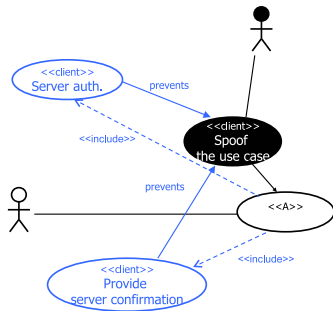 <<client>>
Server auth.
prevents
<<client>>
Spoof
the use case
<<include>>
prevents
<<A>>
<<include>>
<<client>>
Provide
server confirmation